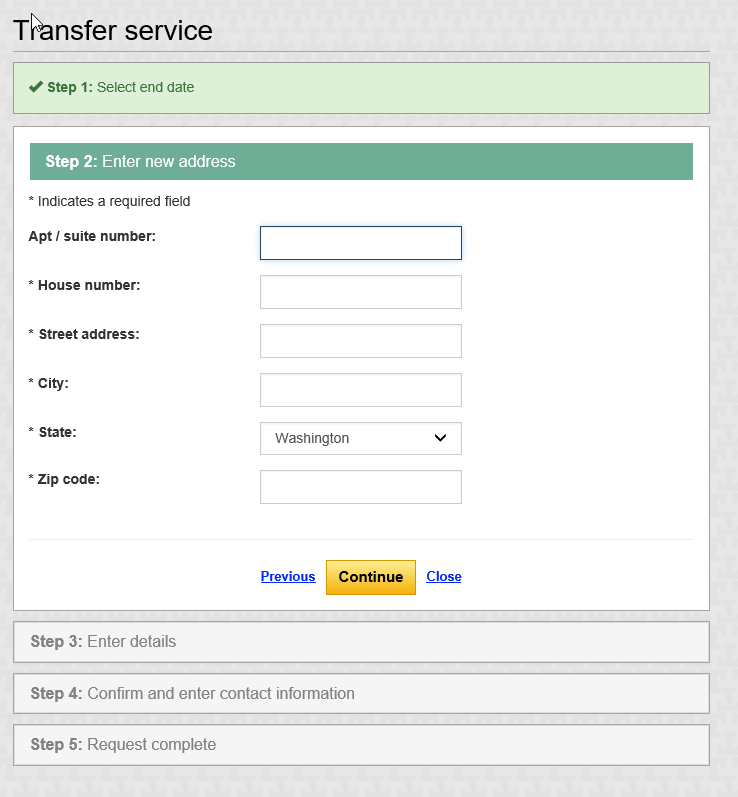 Transfer service
Step 1: Select end date
Step 2: Enter new address
* Indicates a required field
Apt / suite number:
* House number:
* Street address:
* City:
* State:
Washington
* Zip code:
Previous Continue Close
Step 3: Enter details
Step 4: Confirm and enter contact information
Step 5: Request complete